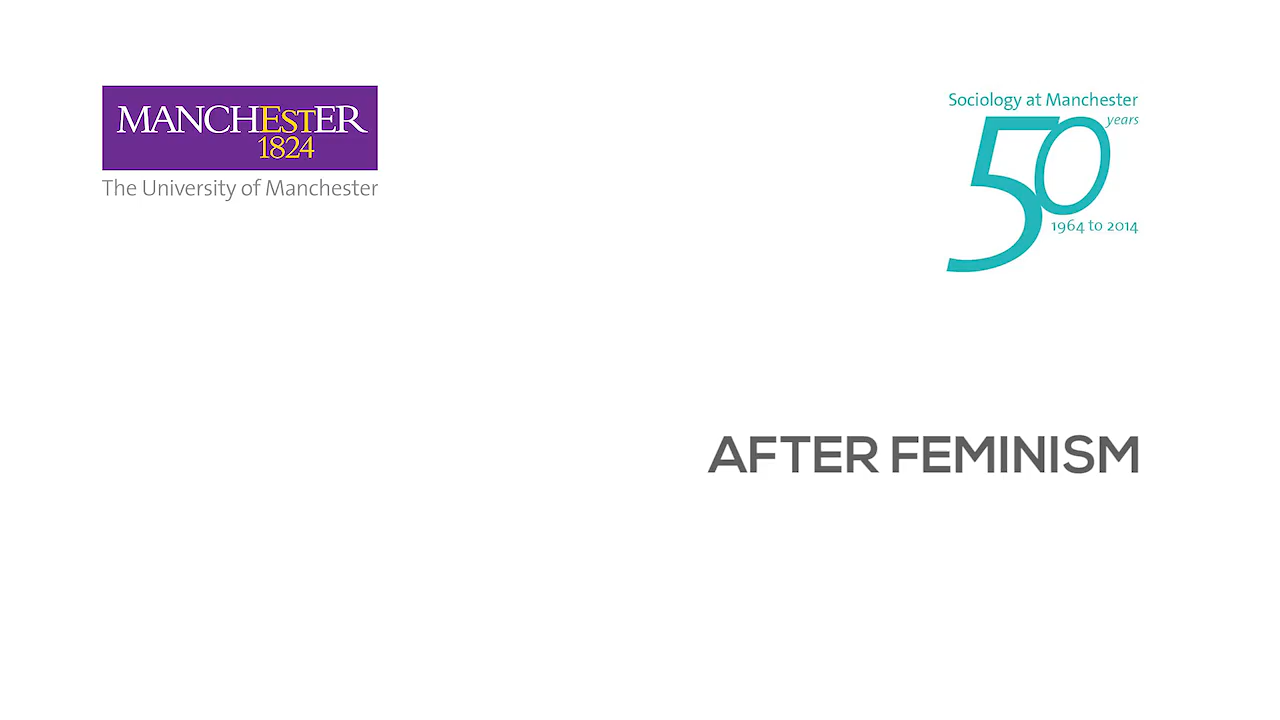 MANCHESTER
1824
The University of Manchester
Sociology at Manchester
50 years
1964 to 2014
AFTER FEMINISM